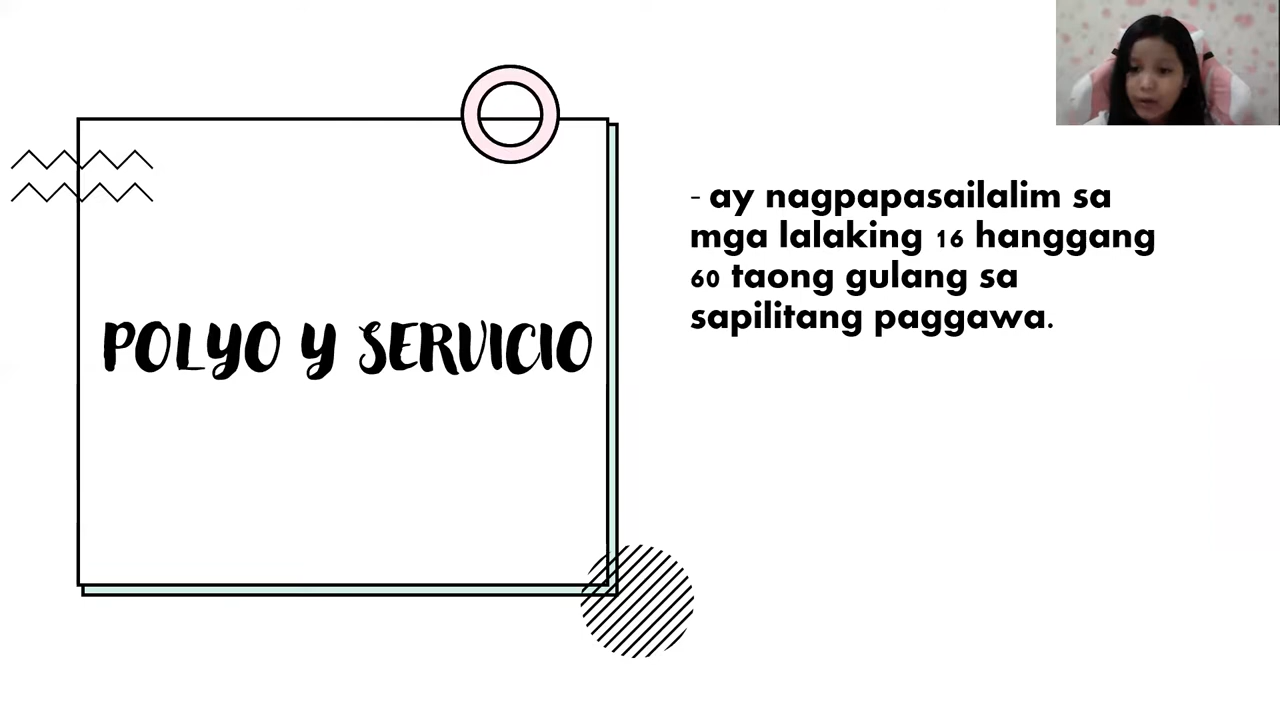 POLYO Y SERVICIO
- ay nagpapasailalim sa
mga lalaking 16 hanggang
60 taong gulang sa
sapilitang paggawa.